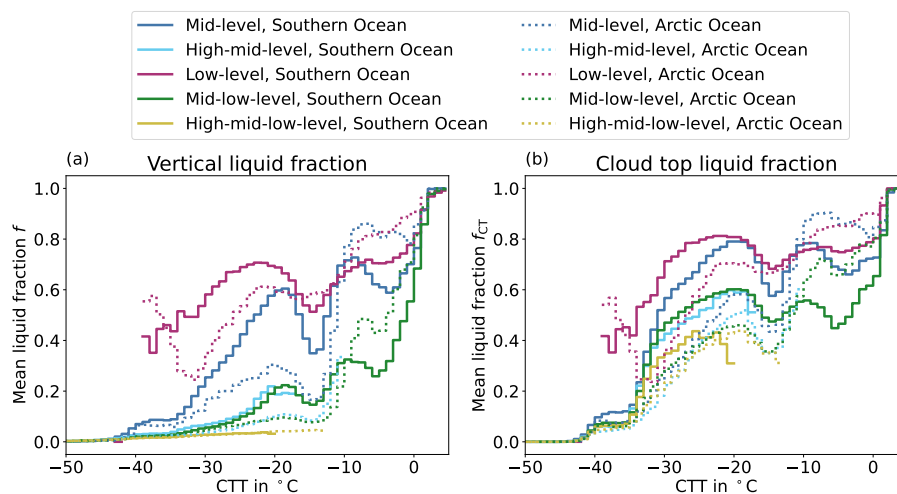 Mid-level, Southern Ocean
High-mid-level, Southern Ocean
Low-level, Southern Ocean
Mid-low-level, Southern Ocean
High-mid-low-level, Southern Ocean
Mid-level, Arctic Ocean
High-mid-level, Arctic Ocean
Low-level, Arctic Ocean
Mid-low-level, Arctic Ocean
High-mid-low-level, Arctic Ocean
(a)
Vertical liquid fraction
Mean liquid fraction f
1.0
0.8
0.6
0.4
0.2
0.0
−50
−40
−30
−20
−10
0
CTT in °C
(b)
Cloud top liquid fraction
Mean liquid fraction f_CT
1.0
0.8
0.6
0.4
0.2
0.0
−50
−40
−30
−20
−10
0
CTT in °C